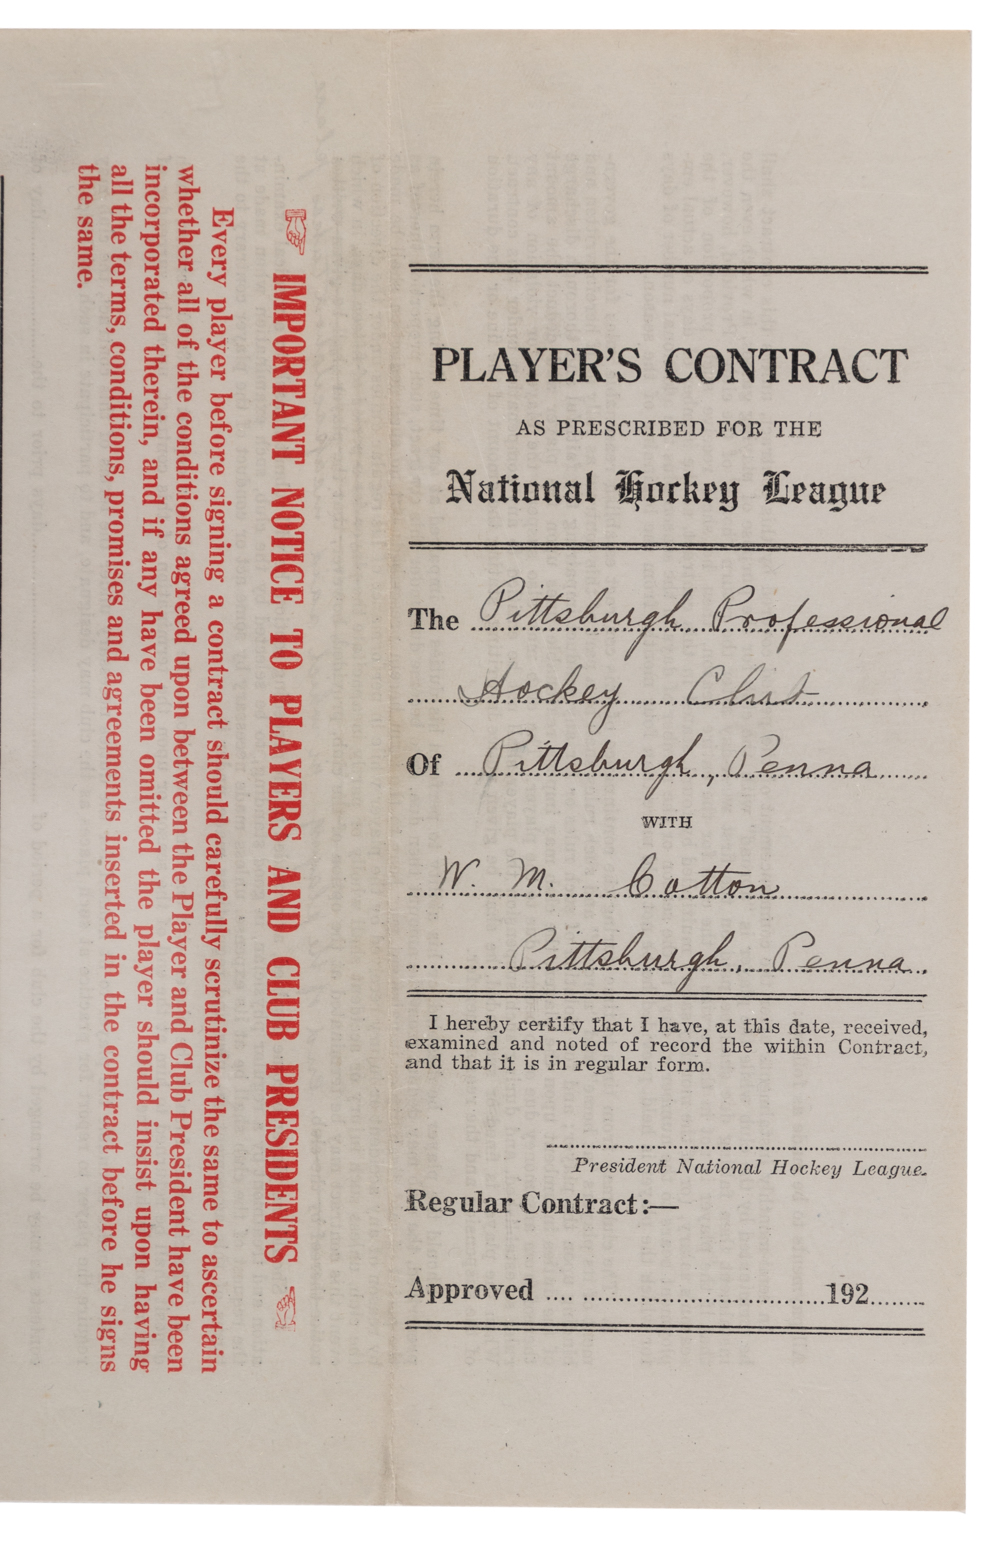 IMPORTANT NOTICE TO PLAYERS AND CLUB PRESIDENTS
Every player before signing a contract should carefully scrutinize the same to ascertain
whether all of the conditions agreed upon between the Player and Club President have been
incorporated therein, and if any have been omitted the player should insist upon having
all the terms, conditions, promises and agreements inserted in the contract before he signs
the same.
PLAYER'S CONTRACT
AS PRESCRIBED FOR THE
National Hockey League
The Pittsburgh Professional
Hockey Club
Of Pittsburgh, Penna
WITH
W. M. Cotton
Pittsburgh, Penna.
I hereby certify that I have, at this date, received,
examined and noted of record the within Contract,
and that it is in regular form.
President National Hockey League.
Regular Contract:—
Approved .... ................................192.......